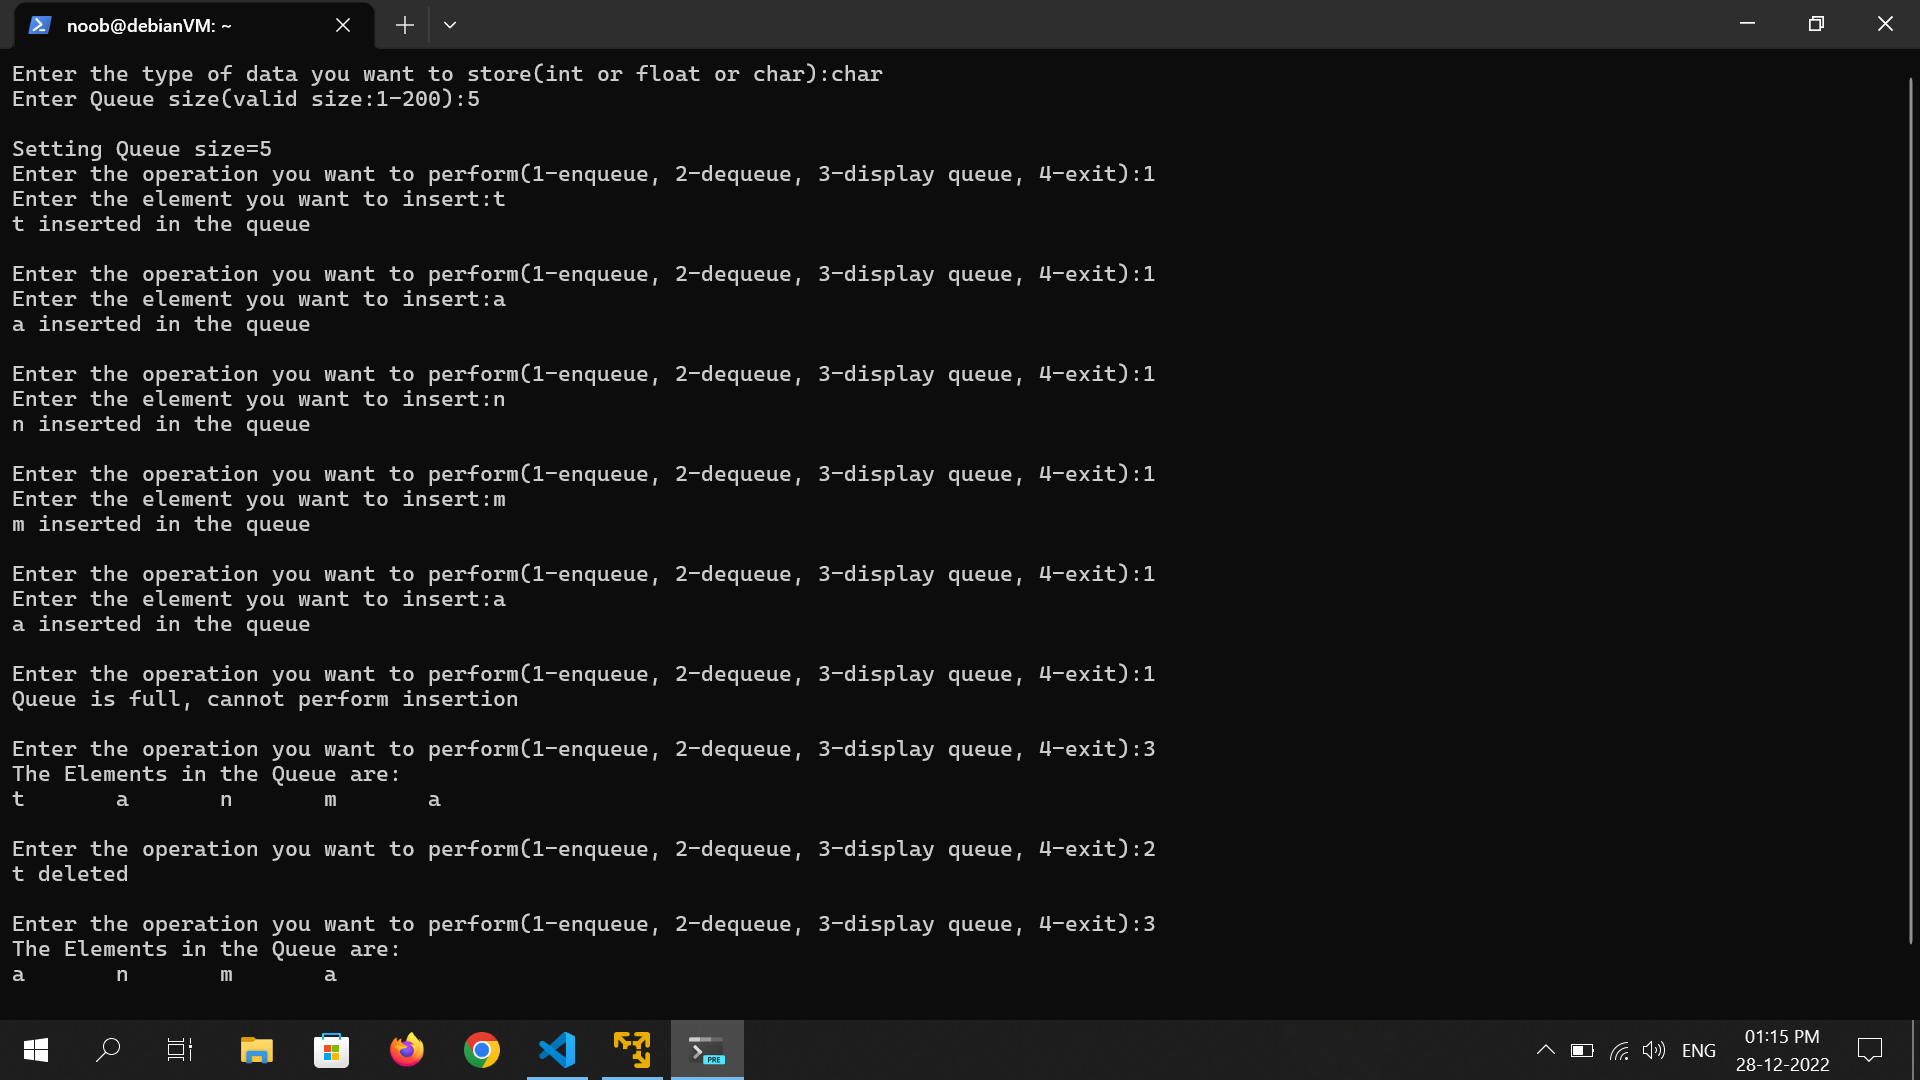 noob@debianVM: ~
Enter the type of data you want to store(int or float or char):char
Enter Queue size(valid size:1-200):5
Setting Queue size=5
Enter the operation you want to perform(1-enqueue, 2-dequeue, 3-display queue, 4-exit):1
Enter the element you want to insert:t
t inserted in the queue
Enter the operation you want to perform(1-enqueue, 2-dequeue, 3-display queue, 4-exit):1
Enter the element you want to insert:a
a inserted in the queue
Enter the operation you want to perform(1-enqueue, 2-dequeue, 3-display queue, 4-exit):1
Enter the element you want to insert:n
n inserted in the queue
Enter the operation you want to perform(1-enqueue, 2-dequeue, 3-display queue, 4-exit):1
Enter the element you want to insert:m
m inserted in the queue
Enter the operation you want to perform(1-enqueue, 2-dequeue, 3-display queue, 4-exit):1
Enter the element you want to insert:a
a inserted in the queue
Enter the operation you want to perform(1-enqueue, 2-dequeue, 3-display queue, 4-exit):1
Queue is full, cannot perform insertion
Enter the operation you want to perform(1-enqueue, 2-dequeue, 3-display queue, 4-exit):3
The Elements in the Queue are:
t a n m a
Enter the operation you want to perform(1-enqueue, 2-dequeue, 3-display queue, 4-exit):2
t deleted
Enter the operation you want to perform(1-enqueue, 2-dequeue, 3-display queue, 4-exit):3
The Elements in the Queue are:
a n m a
PRE
ENG
01:15 PM
28-12-2022